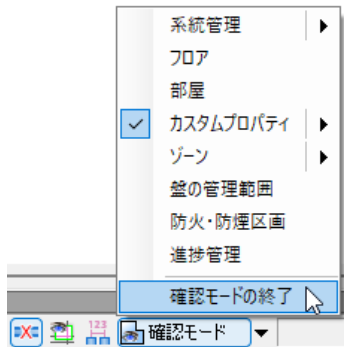 系統管理
フロア
部屋
カスタムプロパティ
ゾーン
盤の管理範囲
防火・防煙区画
進捗管理
確認モードの終了
123
確認モード